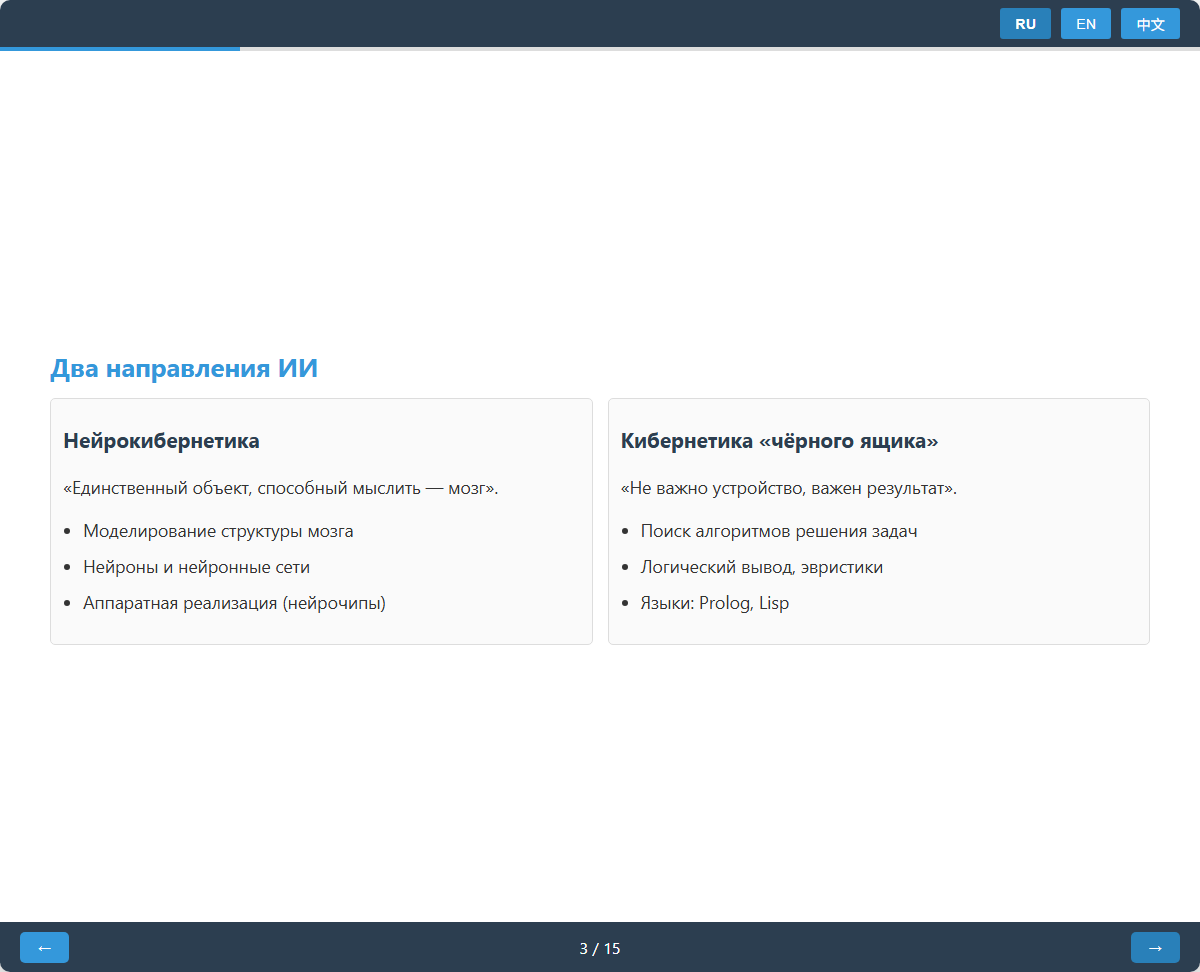 RU
EN
中文
Два направления ИИ
Нейрокибернетика
«Единственный объект, способный мыслить — мозг».
• Моделирование структуры мозга
• Нейроны и нейронные сети
• Аппаратная реализация (нейрочипы)
Кибернетика «чёрного ящика»
«Не важно устройство, важен результат».
• Поиск алгоритмов решения задач
• Логический вывод, эвристики
• Языки: Prolog, Lisp
←
3 / 15
→